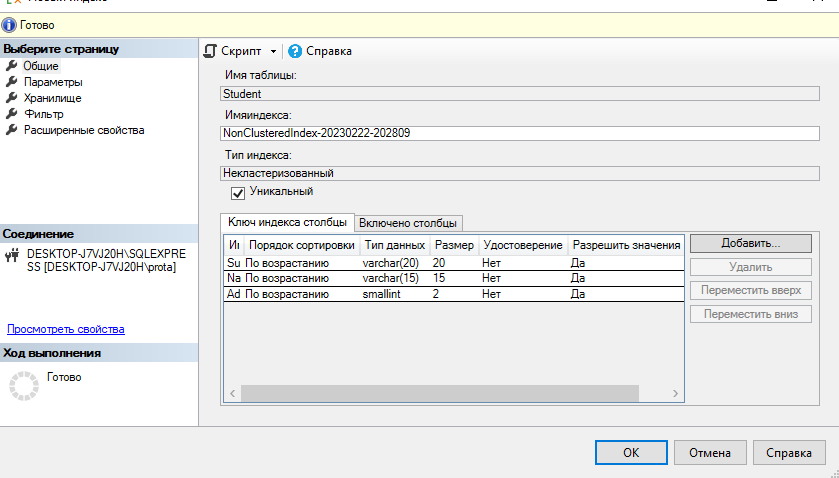 Готово
Выберите страницу
Общие
Параметры
Хранилище
Фильтр
Расширенные свойства
Соединение
DESKTOP-J7VJ20H\SQLEXPRE
SS [DESKTOP-J7VJ20H\prota]
Просмотреть свойства
Ход выполнения
Готово
Скрипт
Справка
Имя таблицы:
Student
Имяиндекса:
NonClusteredIndex-20230222-202809
Тип индекса:
Некластеризованный
Уникальный
Ключ индекса столбцы Включено столбцы
Порядок сортировки Тип данных Размер Удостоверение Разрешить значения
Su По возрастанию varchar(20) 20 Нет Да
Na По возрастанию varchar(15) 15 Нет Да
Ad По возрастанию smallint 2 Нет Да
Добавить...
Удалить
Переместить вверх
Переместить вниз
OK Отмена Справка